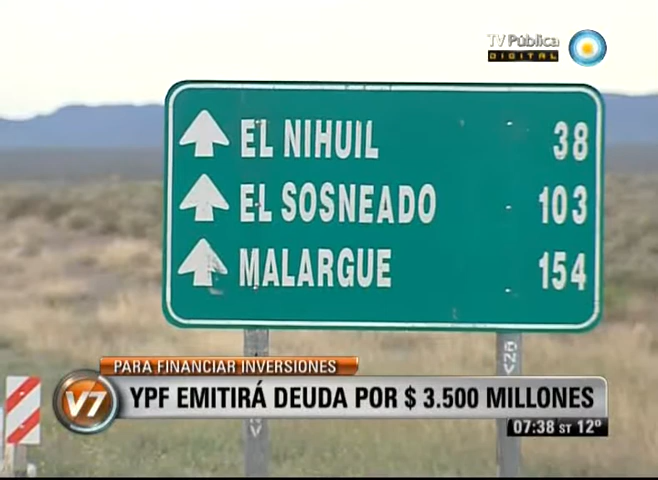 TV Pública
DIGITAL
EL NIHUIL 38
EL SOSNEADO 103
MALARGUE 154
PARA FINANCIAR INVERSIONES
V7
YPF EMITIRÁ DEUDA POR $ 3.500 MILLONES
07:38 ST 12º